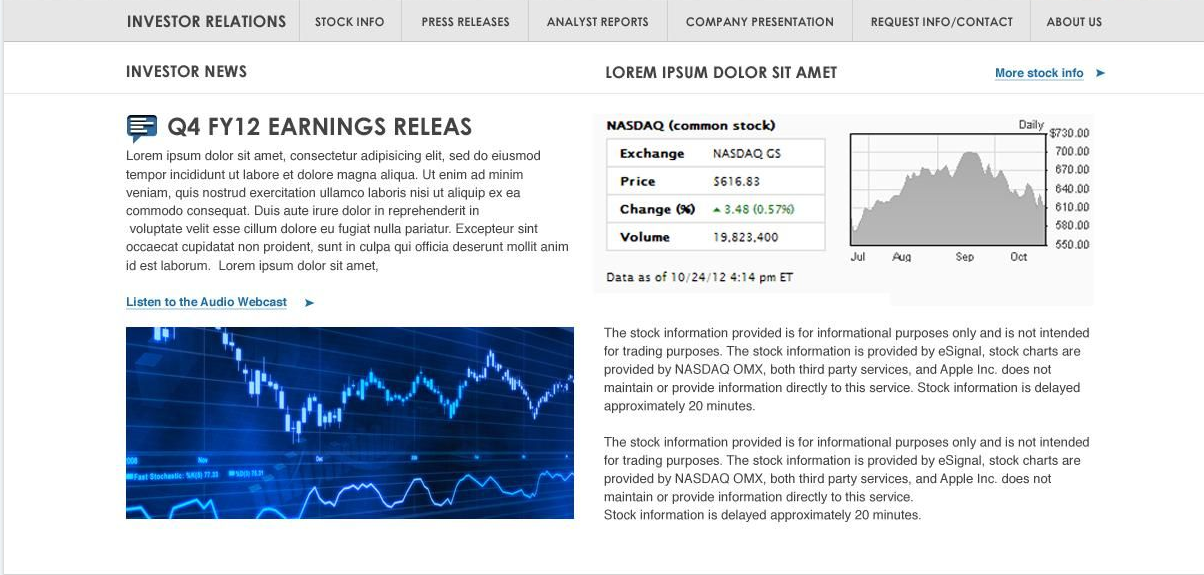 INVESTOR RELATIONS STOCK INFO PRESS RELEASES ANALYST REPORTS COMPANY PRESENTATION REQUEST INFO/CONTACT ABOUT US
INVESTOR NEWS
Q4 FY12 EARNINGS RELEAS
Lorem ipsum dolor sit amet, consectetur adipisicing elit, sed do eiusmod
tempor incididunt ut labore et dolore magna aliqua. Ut enim ad minim
veniam, quis nostrud exercitation ullamco laboris nisi ut aliquip ex ea
commodo consequat. Duis aute irure dolor in reprehenderit in
voluptate velit esse cillum dolore eu fugiat nulla pariatur. Excepteur sint
occaecat cupidatat non proident, sunt in culpa qui officia deserunt mollit anim
id est laborum. Lorem ipsum dolor sit amet,
Listen to the Audio Webcast
2008 Nov Dec
Fast Stochastic: %K(8) 77.33
LOREM IPSUM DOLOR SIT AMET
More stock info
NASDAQ (common stock)
Exchange NASDAQ GS
Price $616.83
Change (%) 3.48 (0.57%)
Volume 19,823,400
Data as of 10/24/12 4:14 pm ET
Daily
$730.00
700.00
670.00
640.00
610.00
580.00
550.00
Jul Aug Sep Oct
The stock information provided is for informational purposes only and is not intended
for trading purposes. The stock information is provided by eSignal, stock charts are
provided by NASDAQ OMX, both third party services, and Apple Inc. does not
maintain or provide information directly to this service. Stock information is delayed
approximately 20 minutes.
The stock information provided is for informational purposes only and is not intended
for trading purposes. The stock information is provided by eSignal, stock charts are
provided by NASDAQ OMX, both third party services, and Apple Inc. does not
maintain or provide information directly to this service.
Stock information is delayed approximately 20 minutes.